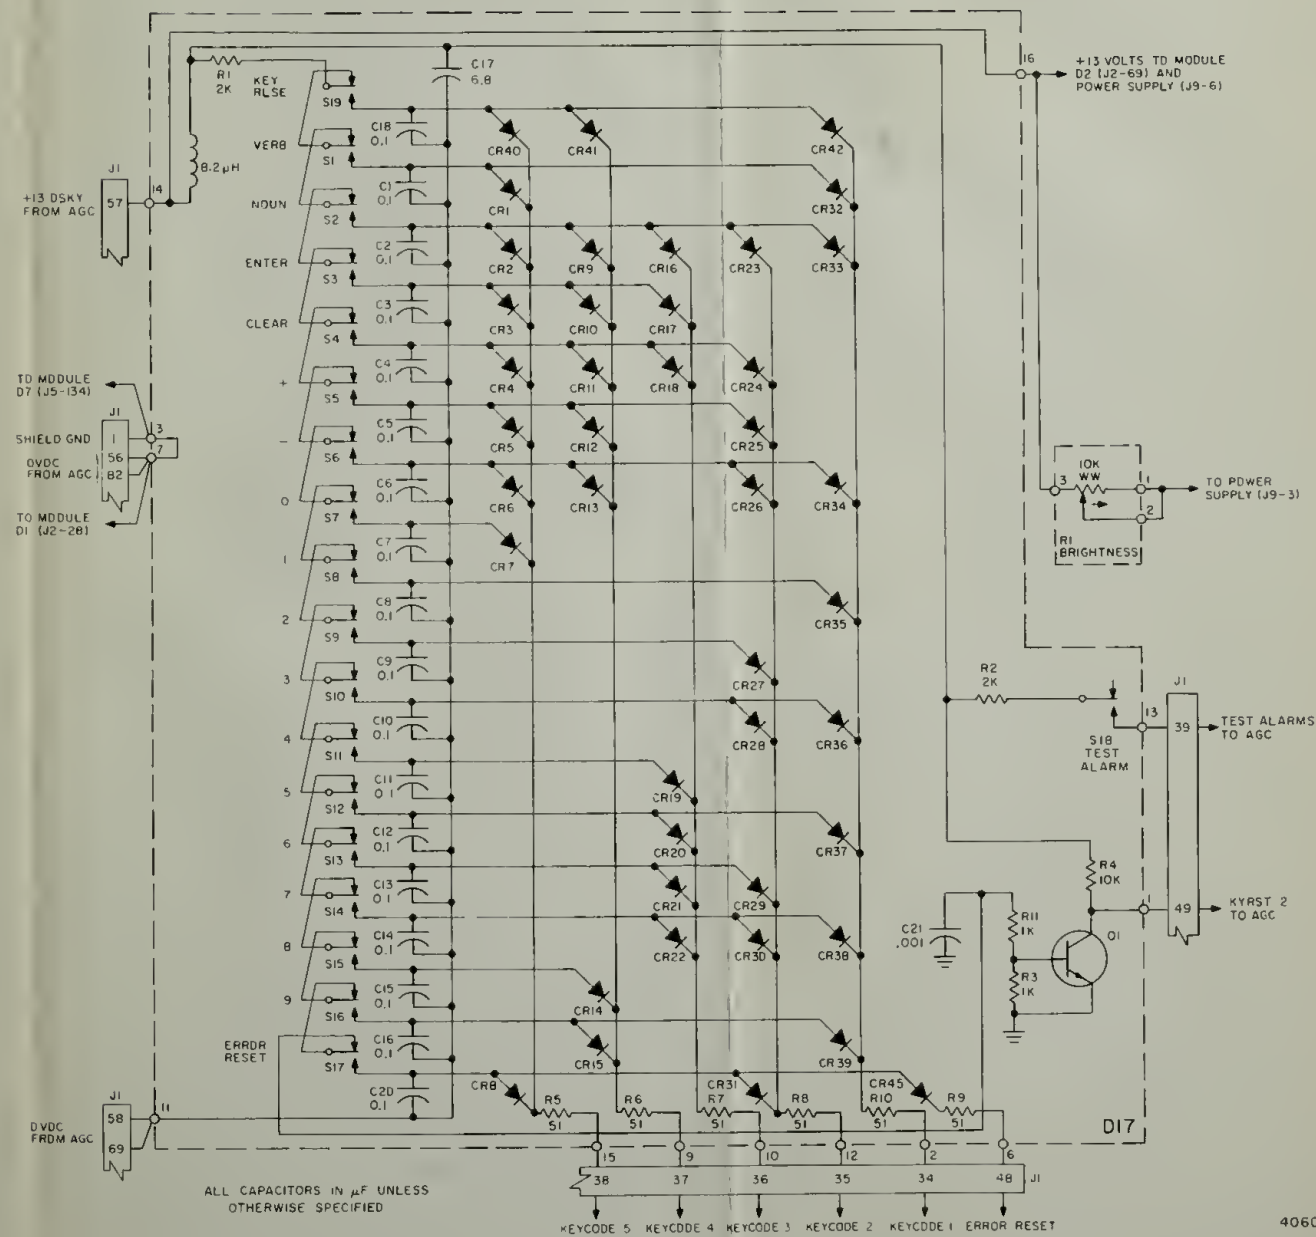 C17
6.8
R1
2K
KEY
RLSE
S19
16
+13 VOLTS TO MODULE
D2 (J2-69) AND
POWER SUPPLY (J9-6)
C18
0.1
CR40
CR41
CR42
VERB
S1
8.2µH
J1
57
14
+13 DSKY
FROM AGC
C1
0.1
CR1
CR32
NOUN
S2
C2
0.1
CR2
CR9
CR16
CR23
CR33
ENTER
S3
C3
0.1
CR3
CR10
CR17
CLEAR
S4
C4
0.1
CR4
CR11
CR18
CR24
+
S5
TO MODULE
D7 (J5-134)
J1
SHIELD GND
1
3
56
7
0VDC
FROM AGC
82
TO MODULE
D1 (J2-28)
C5
0.1
CR5
CR12
CR25
–
S6
C6
0.1
CR6
CR13
CR26
CR34
0
S7
10K
WW
3
1
2
R1
BRIGHTNESS
TO POWER
SUPPLY (J9-3)
C7
0.1
CR7
1
S8
C8
0.1
CR35
2
S9
C9
0.1
CR27
3
S10
R2
2K
J1
C10
0.1
CR28
CR36
4
S11
S18
TEST
ALARM
13
39
TEST ALARMS
TO AGC
C11
0.1
CR19
5
S12
C12
0.1
CR20
CR37
6
S13
C13
0.1
CR21
CR29
7
S14
R4
10K
1
49
KYRST 2
TO AGC
C14
0.1
CR22
CR30
CR38
8
S15
C21
.001
R11
1K
Q1
R3
1K
C15
0.1
CR14
9
S16
C16
0.1
CR15
CR39
ERROR
RESET
S17
C20
0.1
CR8
CR31
CR45
R5
51
R6
51
R7
51
R8
51
R10
51
R9
51
D17
J1
58
69
11
0VDC
FROM AGC
15
9
10
12
2
6
38
37
36
35
34
48
J1
ALL CAPACITORS IN µF UNLESS
OTHERWISE SPECIFIED
KEYCODE 5 KEYCODE 4 KEYCODE 3 KEYCODE 2 KEYCODE 1 ERROR RESET
4060